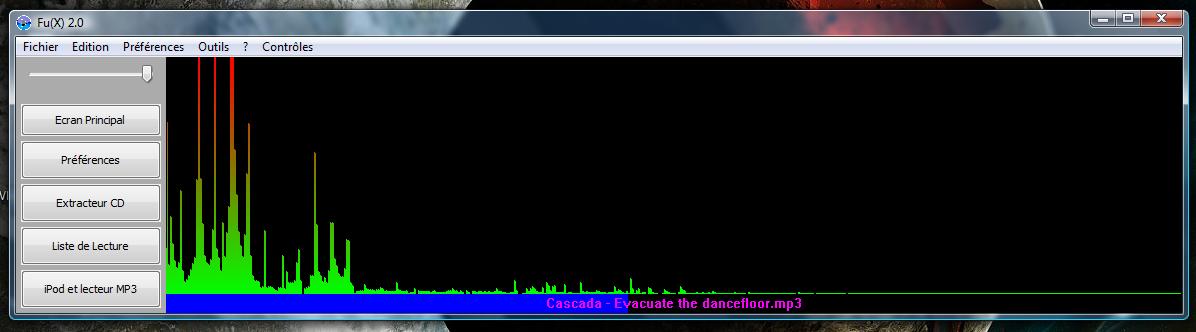 Fu(X) 2.0
Fichier Edition Préférences Outils ? Contrôles
Ecran Principal
Préférences
Extracteur CD
Liste de Lecture
iPod et lecteur MP3
Cascada - Evacuate the dancefloor.mp3